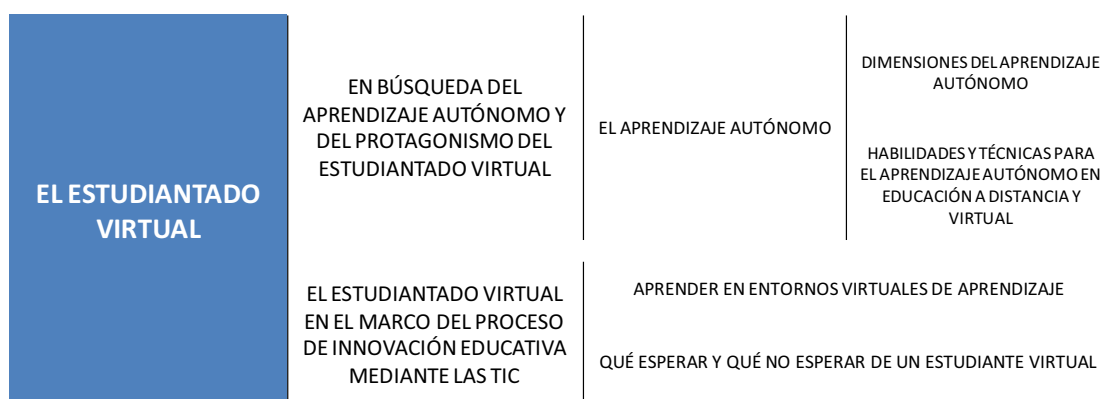 EL ESTUDIANTADO
VIRTUAL
EN BÚSQUEDA DEL
APRENDIZAJE AUTÓNOMO Y
DEL PROTAGONISMO DEL
ESTUDIANTADO VIRTUAL
EL APRENDIZAJE AUTÓNOMO
DIMENSIONES DEL APRENDIZAJE
AUTÓNOMO
HABILIDADES Y TÉCNICAS PARA
EL APRENDIZAJE AUTÓNOMO EN
EDUCACIÓN A DISTANCIA Y
VIRTUAL
EL ESTUDIANTADO VIRTUAL
EN EL MARCO DEL PROCESO
DE INNOVACIÓN EDUCATIVA
MEDIANTE LAS TIC
APRENDER EN ENTORNOS VIRTUALES DE APRENDIZAJE
QUÉ ESPERAR Y QUÉ NO ESPERAR DE UN ESTUDIANTE VIRTUAL